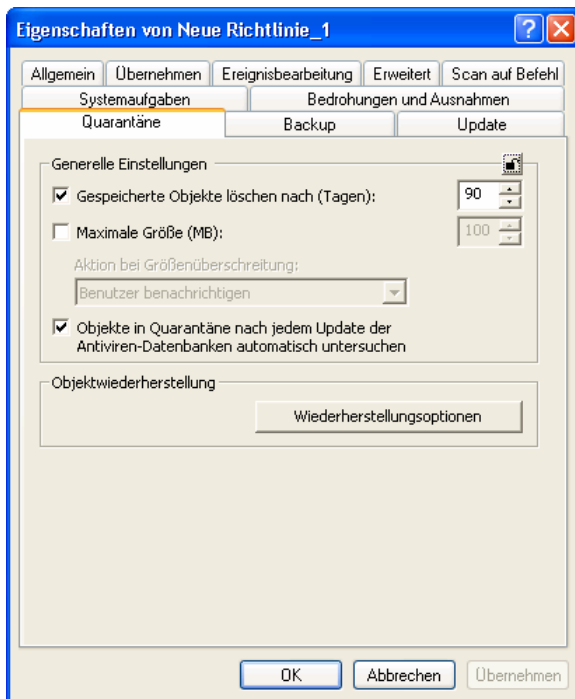 Eigenschaften von Neue Richtlinie_1
Allgemein Übernehmen Ereignisbearbeitung Erweitert Scan auf Befehl
Systemaufgaben Bedrohungen und Ausnahmen
Quarantäne Backup Update
Generelle Einstellungen
Gespeicherte Objekte löschen nach (Tagen): 90
Maximale Größe (MB): 100
Aktion bei Größenüberschreitung:
Benutzer benachrichtigen
Objekte in Quarantäne nach jedem Update der
Antiviren-Datenbanken automatisch untersuchen
Objektwiederherstellung
Wiederherstellungsoptionen
OK Abbrechen Übernehmen